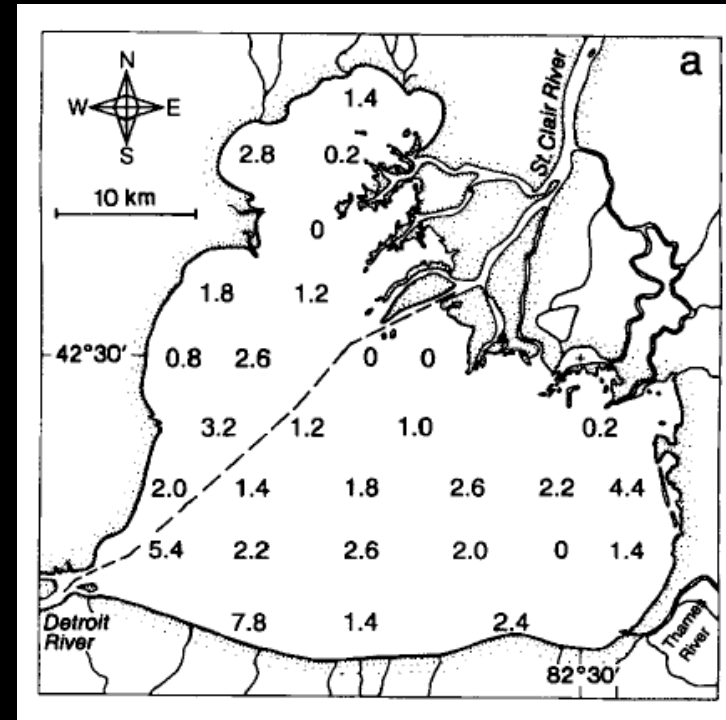 N
a
W E
S
10 km
St. Clair River
1.4
2.8 0.2
0
1.8 1.2
42°30'
0.8 2.6 0 0
3.2 1.2 1.0 0.2
2.0 1.4 1.8 2.6 2.2 4.4
5.4 2.2 2.6 2.0 0 1.4
7.8 1.4 2.4
Detroit
River
Thames
River
82°30'